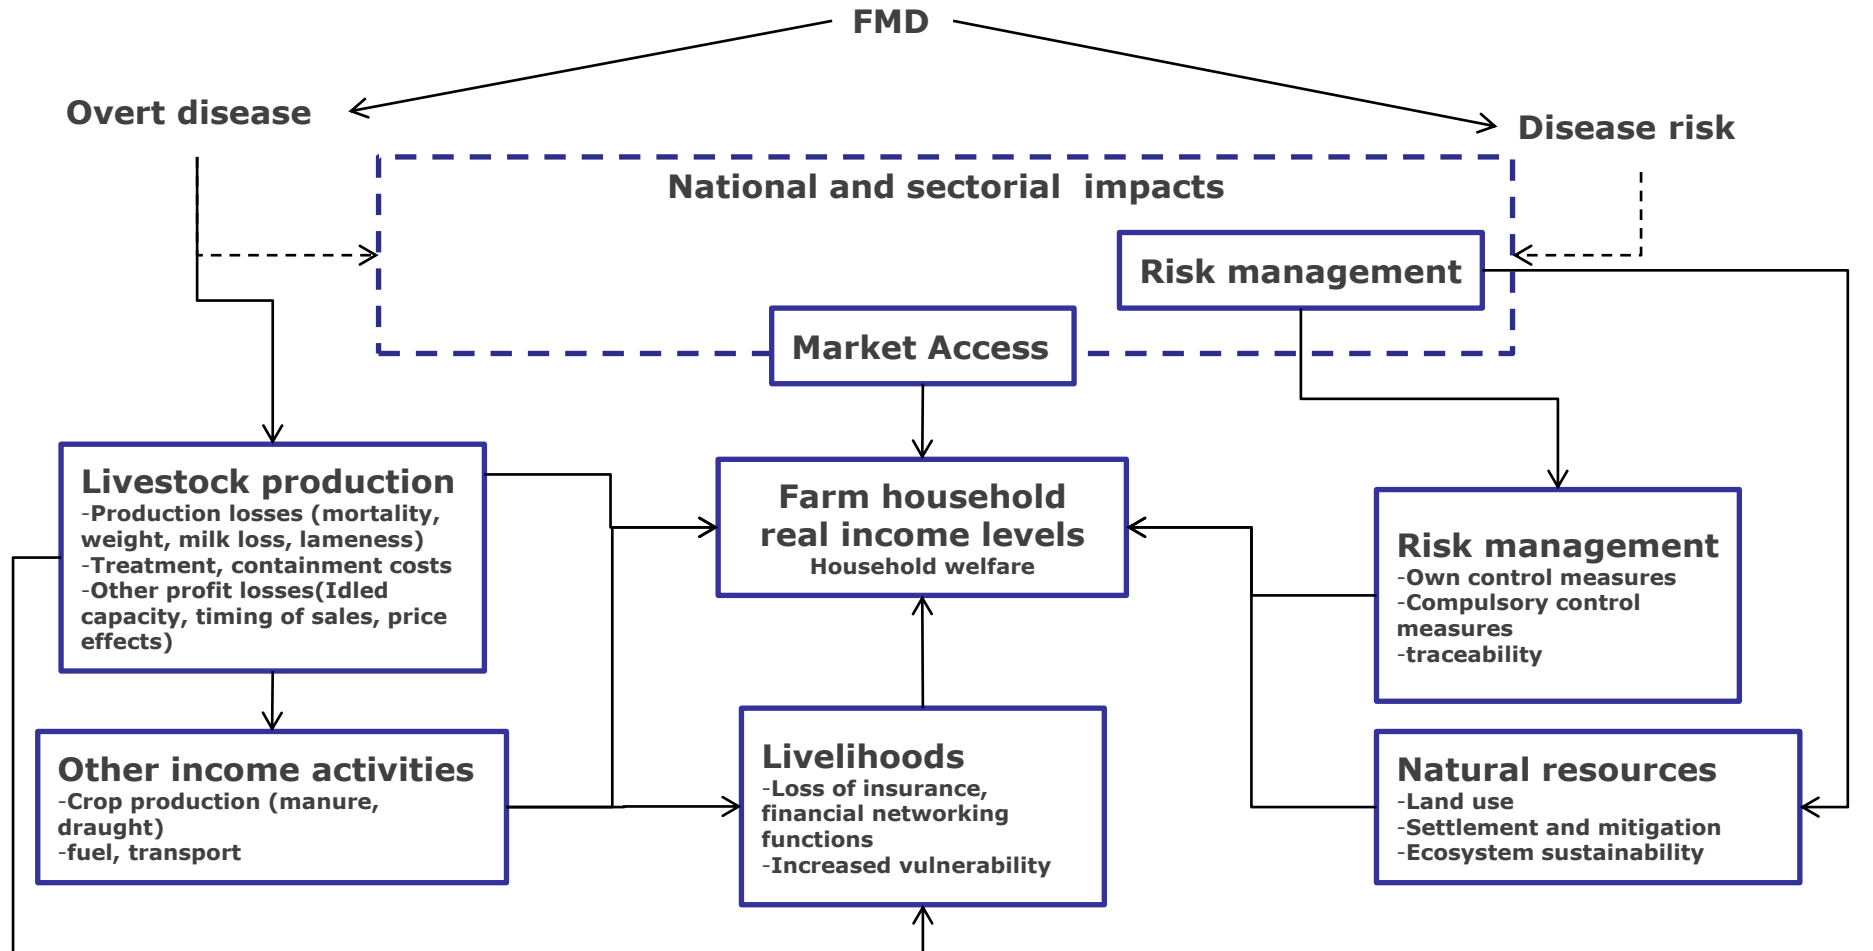 FMD
Overt disease
Disease risk
National and sectorial  impacts
Risk management
Market Access
Livestock production
-Production losses (mortality,
weight, milk loss, lameness)
-Treatment, containment costs
-Other profit losses(Idled
capacity, timing of sales, price
effects)
Farm household
real income levels
Household welfare
Risk management
-Own control measures
-Compulsory control
measures
-traceability
Other income activities
-Crop production (manure,
draught)
-fuel, transport
Livelihoods
-Loss of insurance,
financial networking
functions
-Increased vulnerability
Natural resources
-Land use
-Settlement and mitigation
-Ecosystem sustainability